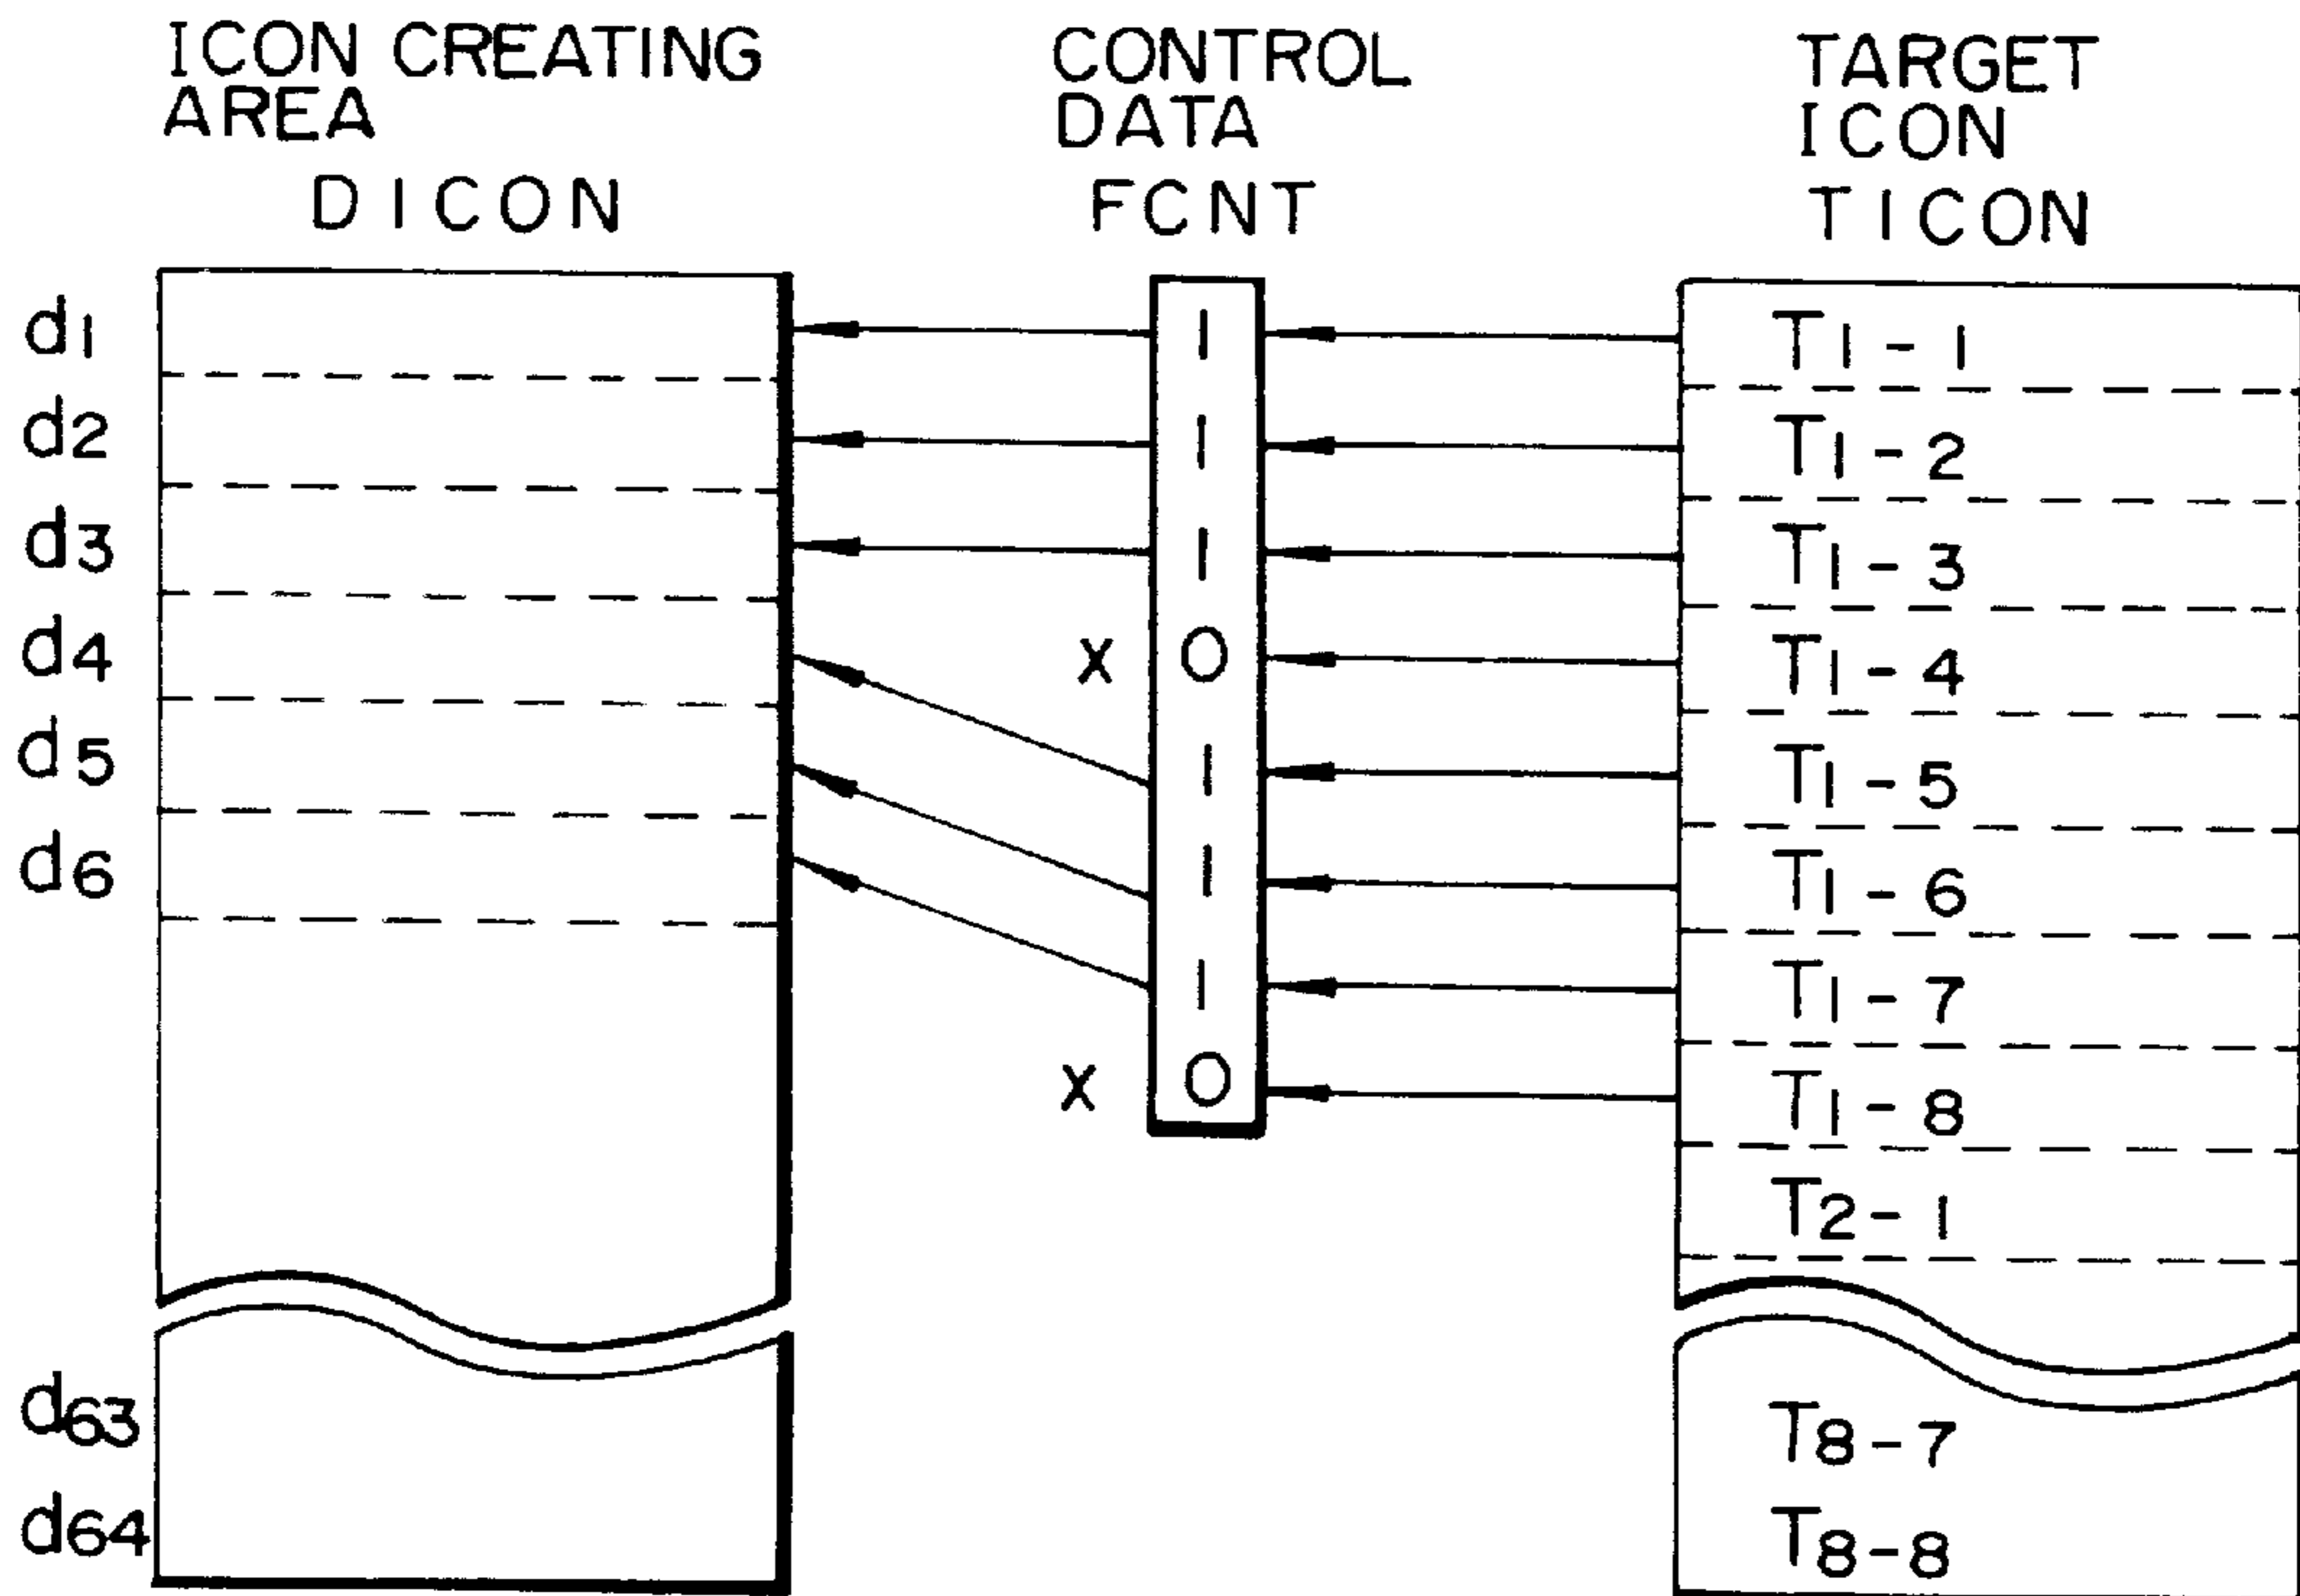 ICON CREATING
AREA
DICON
CONTROL
DATA
FCNT
TARGET
ICON
TICON
d1
d2
d3
d4
d5
d6
d63
d64
1
1
1
x 0
1
1
1
x 0
T1-1
T1-2
T1-3
T1-4
T1-5
T1-6
T1-7
T1-8
T2-1
T8-7
T8-8